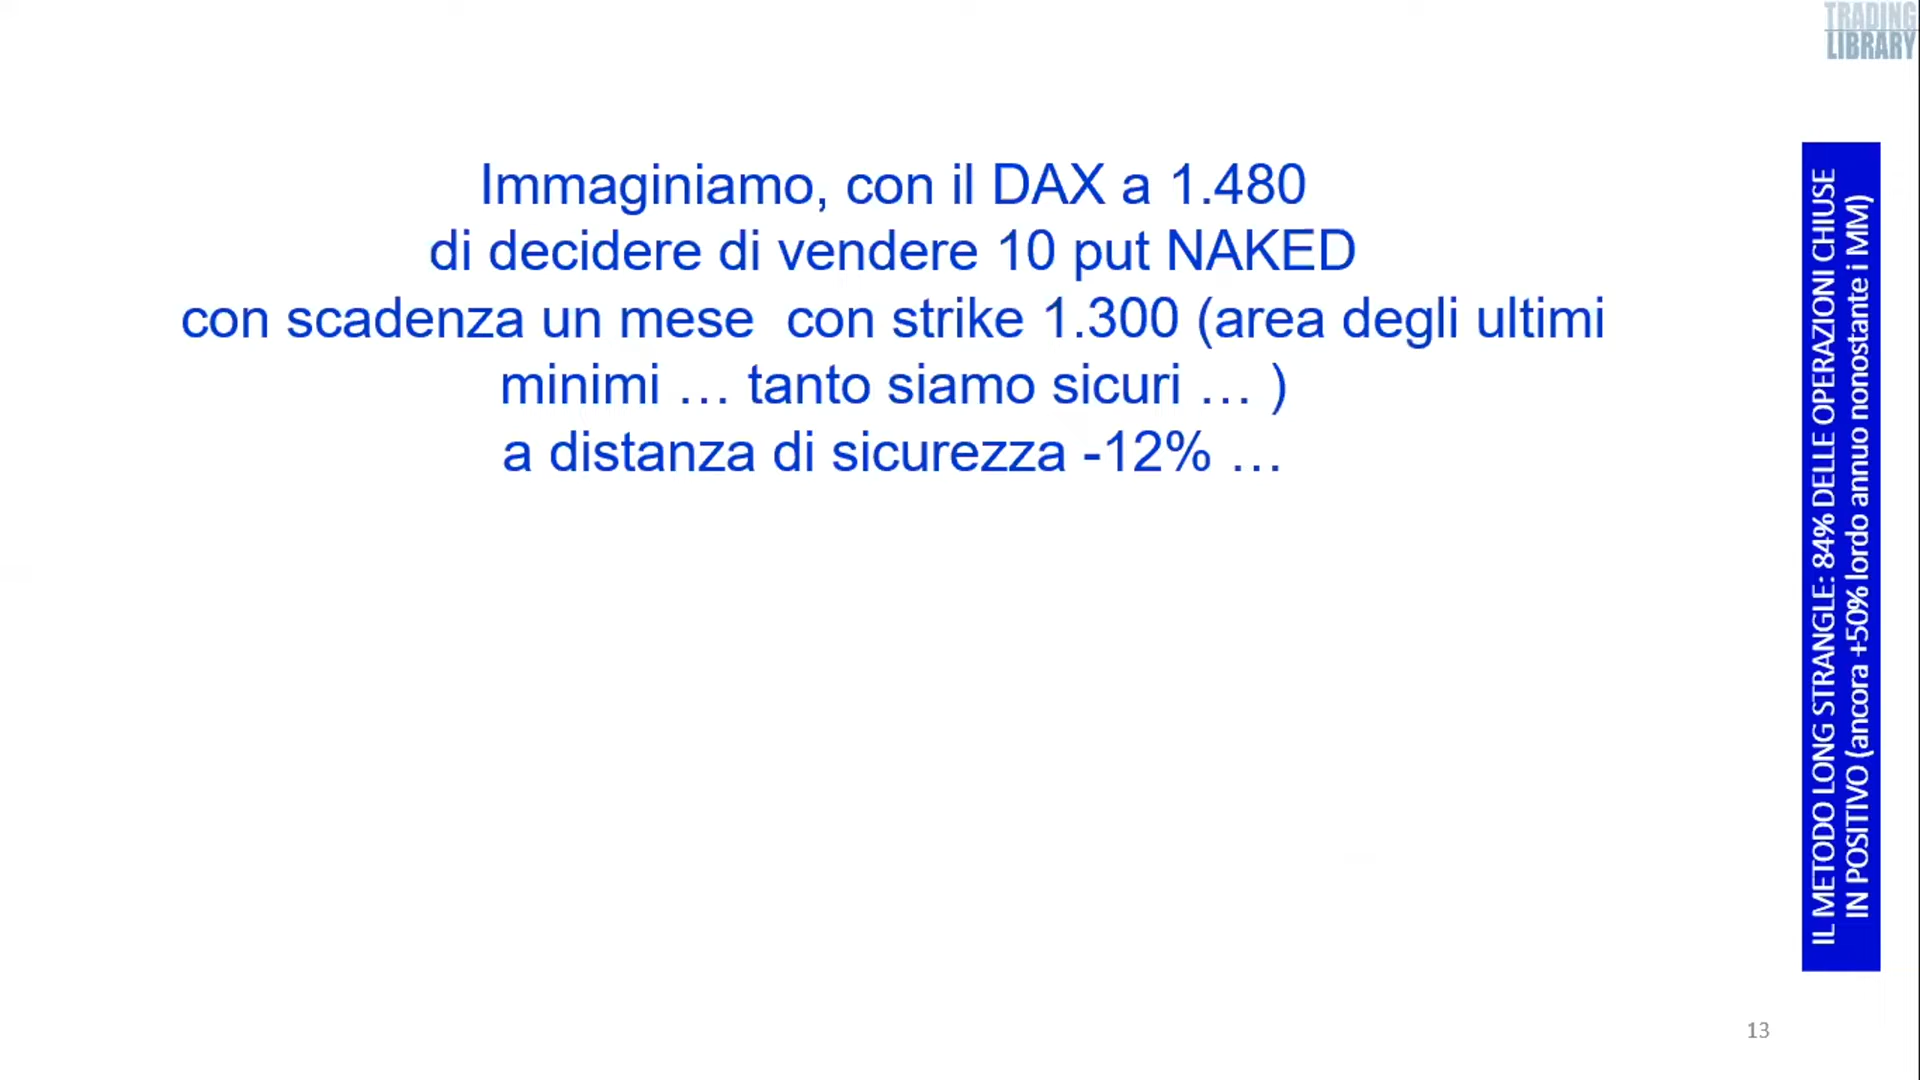 TRADING
LIBRARY
Immaginiamo, con il DAX a 1.480
di decidere di vendere 10 put NAKED
con scadenza un mese  con strike 1.300 (area degli ultimi
minimi … tanto siamo sicuri … )
a distanza di sicurezza -12% …
IL METODO LONG STRANGLE: 84% DELLE OPERAZIONI CHIUSE
IN POSITIVO (ancora +50% lordo annuo nonostante i MM)
13